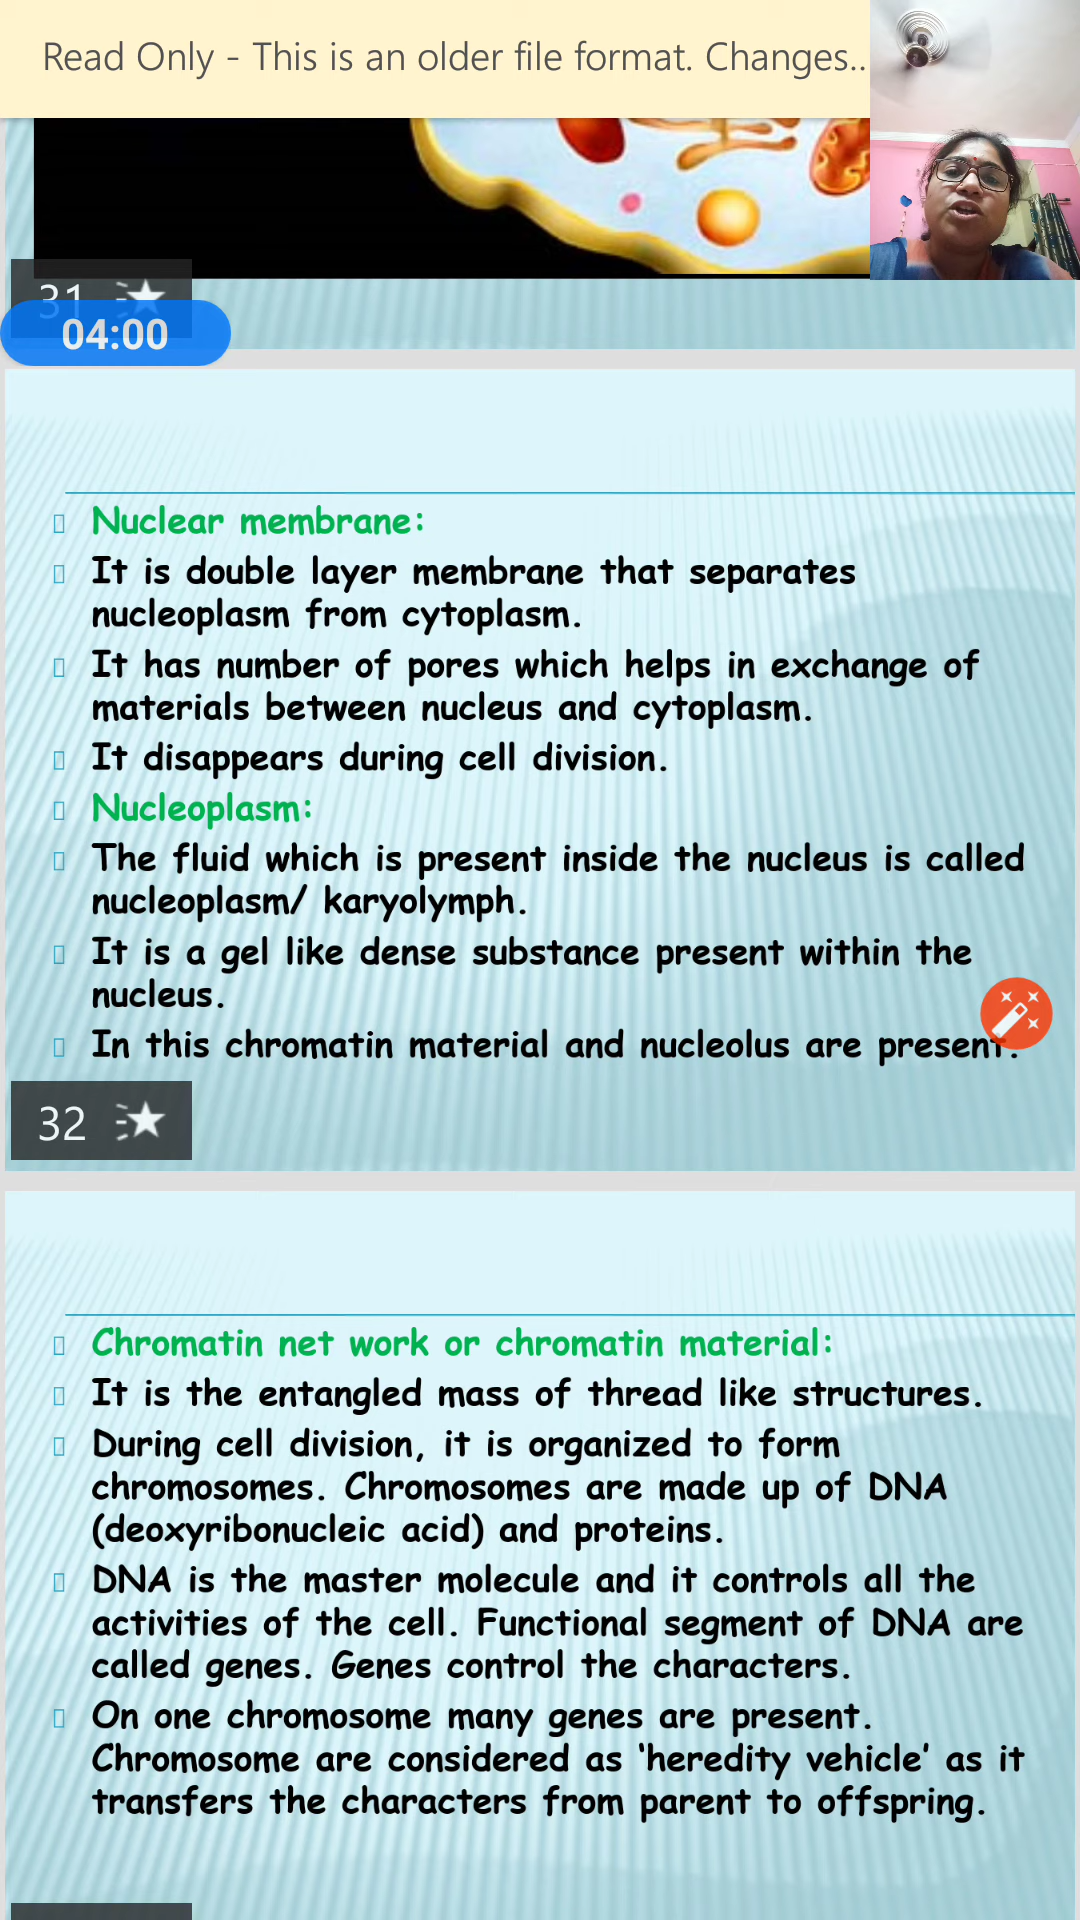 Read Only - This is an older file format. Changes..
31
04:00
Nuclear membrane:
It is double layer membrane that separates
nucleoplasm from cytoplasm.
It has number of pores which helps in exchange of
materials between nucleus and cytoplasm.
It disappears during cell division.
Nucleoplasm:
The fluid which is present inside the nucleus is called
nucleoplasm/ karyolymph.
It is a gel like dense substance present within the
nucleus.
In this chromatin material and nucleolus are present.
32
Chromatin net work or chromatin material:
It is the entangled mass of thread like structures.
During cell division, it is organized to form
chromosomes. Chromosomes are made up of DNA
(deoxyribonucleic acid) and proteins.
DNA is the master molecule and it controls all the
activities of the cell. Functional segment of DNA are
called genes. Genes control the characters.
On one chromosome many genes are present.
Chromosome are considered as ‘heredity vehicle’ as it
transfers the characters from parent to offspring.